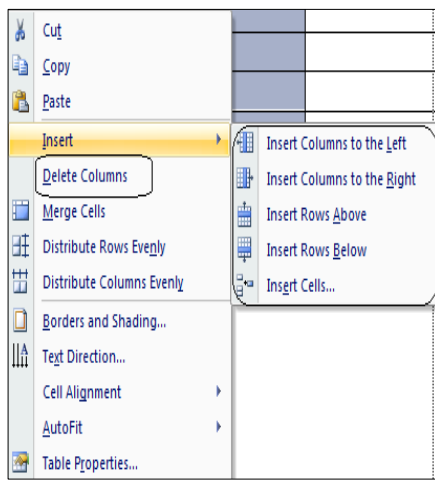 Cut
Copy
Paste
Insert
Delete Columns
Merge Cells
Distribute Rows Evenly
Distribute Columns Evenly
Borders and Shading...
Text Direction...
Cell Alignment
AutoFit
Table Properties...
Insert Columns to the Left
Insert Columns to the Right
Insert Rows Above
Insert Rows Below
Insert Cells...